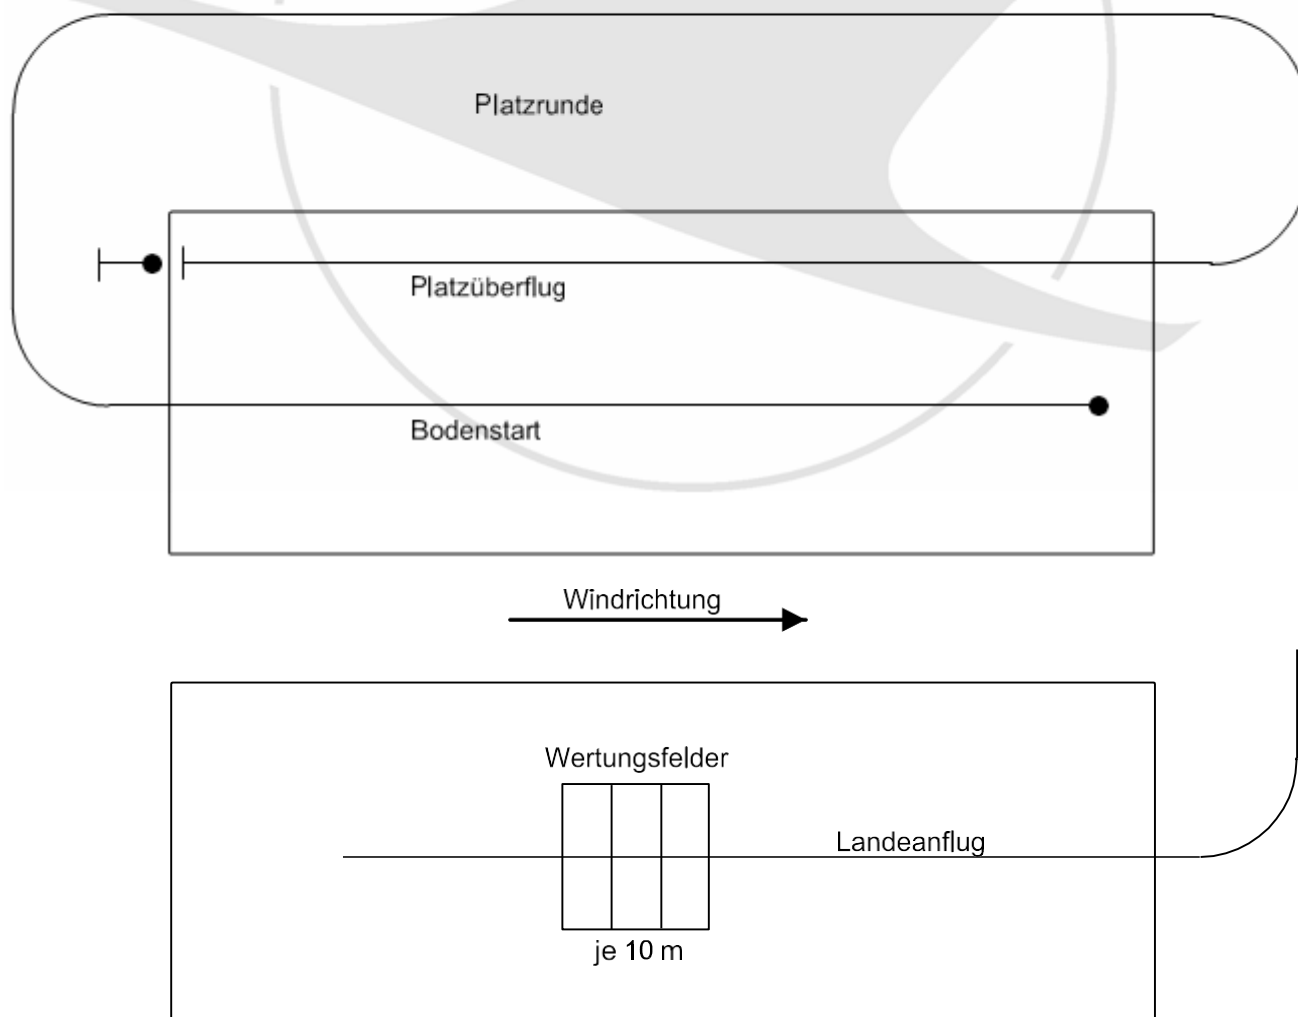 Platzrunde
Platzüberflug
Bodenstart
Windrichtung
Wertungsfelder
Landeanflug
je 10 m